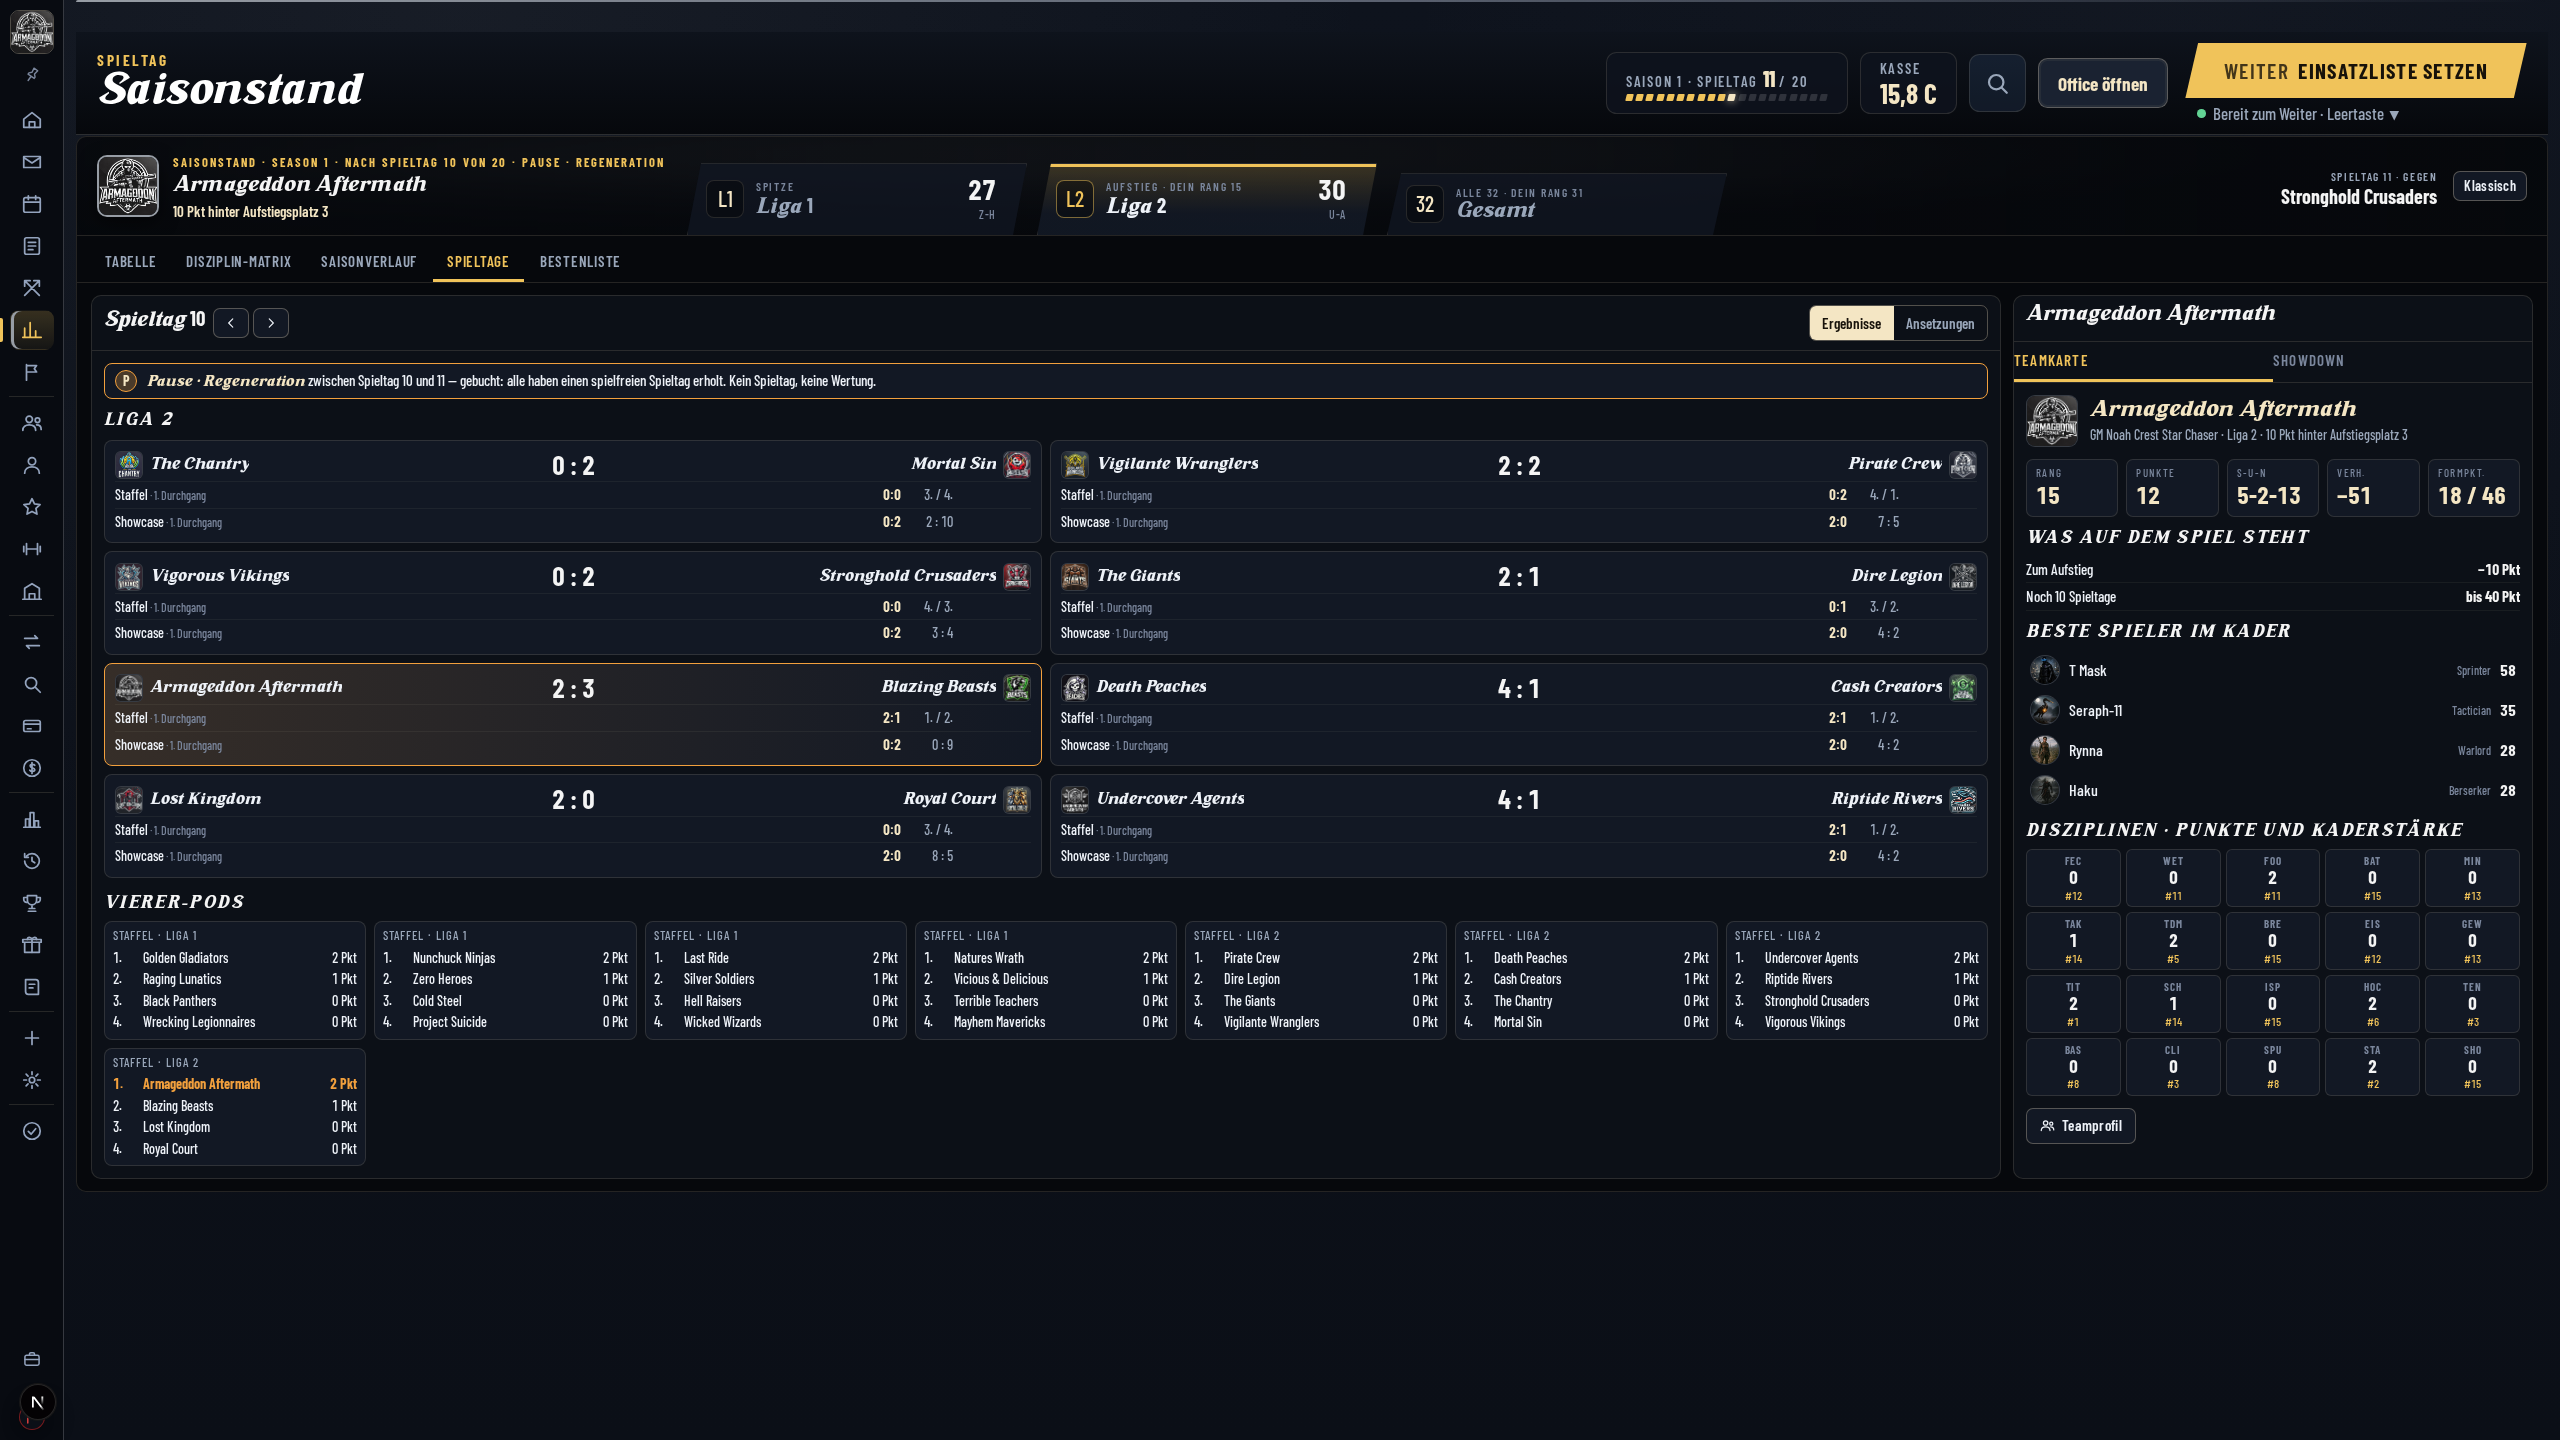 SPIELTAG
Saisonstand
SAISON 1 · SPIELTAG 11 / 20
KASSE
15,8 C
Office öffnen
WEITER EINSATZLISTE SETZEN
Bereit zum Weiter · Leertaste ▼
SAISONSTAND · SEASON 1 · NACH SPIELTAG 10 VON 20 · PAUSE · REGENERATION
Armageddon Aftermath
10 Pkt hinter Aufstiegsplatz 3
L1
SPITZE
Liga 1
27
Z-H
L2
AUFSTIEG · DEIN RANG 15
Liga 2
30
U-A
32
ALLE 32 · DEIN RANG 31
Gesamt
SPIELTAG 11 · GEGEN
Stronghold Crusaders
Klassisch
TABELLE DISZIPLIN-MATRIX SAISONVERLAUF SPIELTAGE BESTENLISTE
Spieltag 10
Ergebnisse Ansetzungen
P Pause · Regeneration zwischen Spieltag 10 und 11 — gebucht: alle haben einen spielfreien Spieltag erholt. Kein Spieltag, keine Wertung.
LIGA 2
The Chantry 0 : 2 Mortal Sin
Staffel · 1. Durchgang 0:0 3. / 4.
Showcase · 1. Durchgang 0:2 2 : 10
Vigilante Wranglers 2 : 2 Pirate Crew
Staffel · 1. Durchgang 0:2 4. / 1.
Showcase · 1. Durchgang 2:0 7 : 5
Vigorous Vikings 0 : 2 Stronghold Crusaders
Staffel · 1. Durchgang 0:0 4. / 3.
Showcase · 1. Durchgang 0:2 3 : 4
The Giants 2 : 1 Dire Legion
Staffel · 1. Durchgang 0:1 3. / 2.
Showcase · 1. Durchgang 2:0 4 : 2
Armageddon Aftermath 2 : 3 Blazing Beasts
Staffel · 1. Durchgang 2:1 1. / 2.
Showcase · 1. Durchgang 0:2 0 : 9
Death Peaches 4 : 1 Cash Creators
Staffel · 1. Durchgang 2:1 1. / 2.
Showcase · 1. Durchgang 2:0 4 : 2
Lost Kingdom 2 : 0 Royal Court
Staffel · 1. Durchgang 0:0 3. / 4.
Showcase · 1. Durchgang 2:0 8 : 5
Undercover Agents 4 : 1 Riptide Rivers
Staffel · 1. Durchgang 2:1 1. / 2.
Showcase · 1. Durchgang 2:0 4 : 2
VIERER-PODS
STAFFEL · LIGA 1
1. Golden Gladiators 2 Pkt
2. Raging Lunatics 1 Pkt
3. Black Panthers 0 Pkt
4. Wrecking Legionnaires 0 Pkt
STAFFEL · LIGA 1
1. Nunchuck Ninjas 2 Pkt
2. Zero Heroes 1 Pkt
3. Cold Steel 0 Pkt
4. Project Suicide 0 Pkt
STAFFEL · LIGA 1
1. Last Ride 2 Pkt
2. Silver Soldiers 1 Pkt
3. Hell Raisers 0 Pkt
4. Wicked Wizards 0 Pkt
STAFFEL · LIGA 1
1. Natures Wrath 2 Pkt
2. Vicious & Delicious 1 Pkt
3. Terrible Teachers 0 Pkt
4. Mayhem Mavericks 0 Pkt
STAFFEL · LIGA 2
1. Pirate Crew 2 Pkt
2. Dire Legion 1 Pkt
3. The Giants 0 Pkt
4. Vigilante Wranglers 0 Pkt
STAFFEL · LIGA 2
1. Death Peaches 2 Pkt
2. Cash Creators 1 Pkt
3. The Chantry 0 Pkt
4. Mortal Sin 0 Pkt
STAFFEL · LIGA 2
1. Undercover Agents 2 Pkt
2. Riptide Rivers 1 Pkt
3. Stronghold Crusaders 0 Pkt
4. Vigorous Vikings 0 Pkt
STAFFEL · LIGA 2
1. Armageddon Aftermath 2 Pkt
2. Blazing Beasts 1 Pkt
3. Lost Kingdom 0 Pkt
4. Royal Court 0 Pkt
Armageddon Aftermath
TEAMKARTE SHOWDOWN
Armageddon Aftermath
GM Noah Crest Star Chaser · Liga 2 · 10 Pkt hinter Aufstiegsplatz 3
RANG PUNKTE S-U-N VERH. FORMPKT.
15 12 5-2-13 −51 18 / 46
WAS AUF DEM SPIEL STEHT
Zum Aufstieg −10 Pkt
Noch 10 Spieltage bis 40 Pkt
BESTE SPIELER IM KADER
T Mask Sprinter 58
Seraph-11 Tactician 35
Rynna Warlord 28
Haku Berserker 28
DISZIPLINEN · PUNKTE UND KADERSTÄRKE
FEC WET FOO BAT MIN
0 0 2 0 0
#12 #11 #11 #15 #13
TAK TDM BRE EIS GEW
1 2 0 0 0
#14 #5 #15 #12 #13
TIT SCH ISP HOC TEN
2 1 0 2 0
#1 #14 #15 #6 #3
BAS CLI SPU STA SHO
0 0 0 2 0
#8 #3 #8 #2 #15
Teamprofil
N